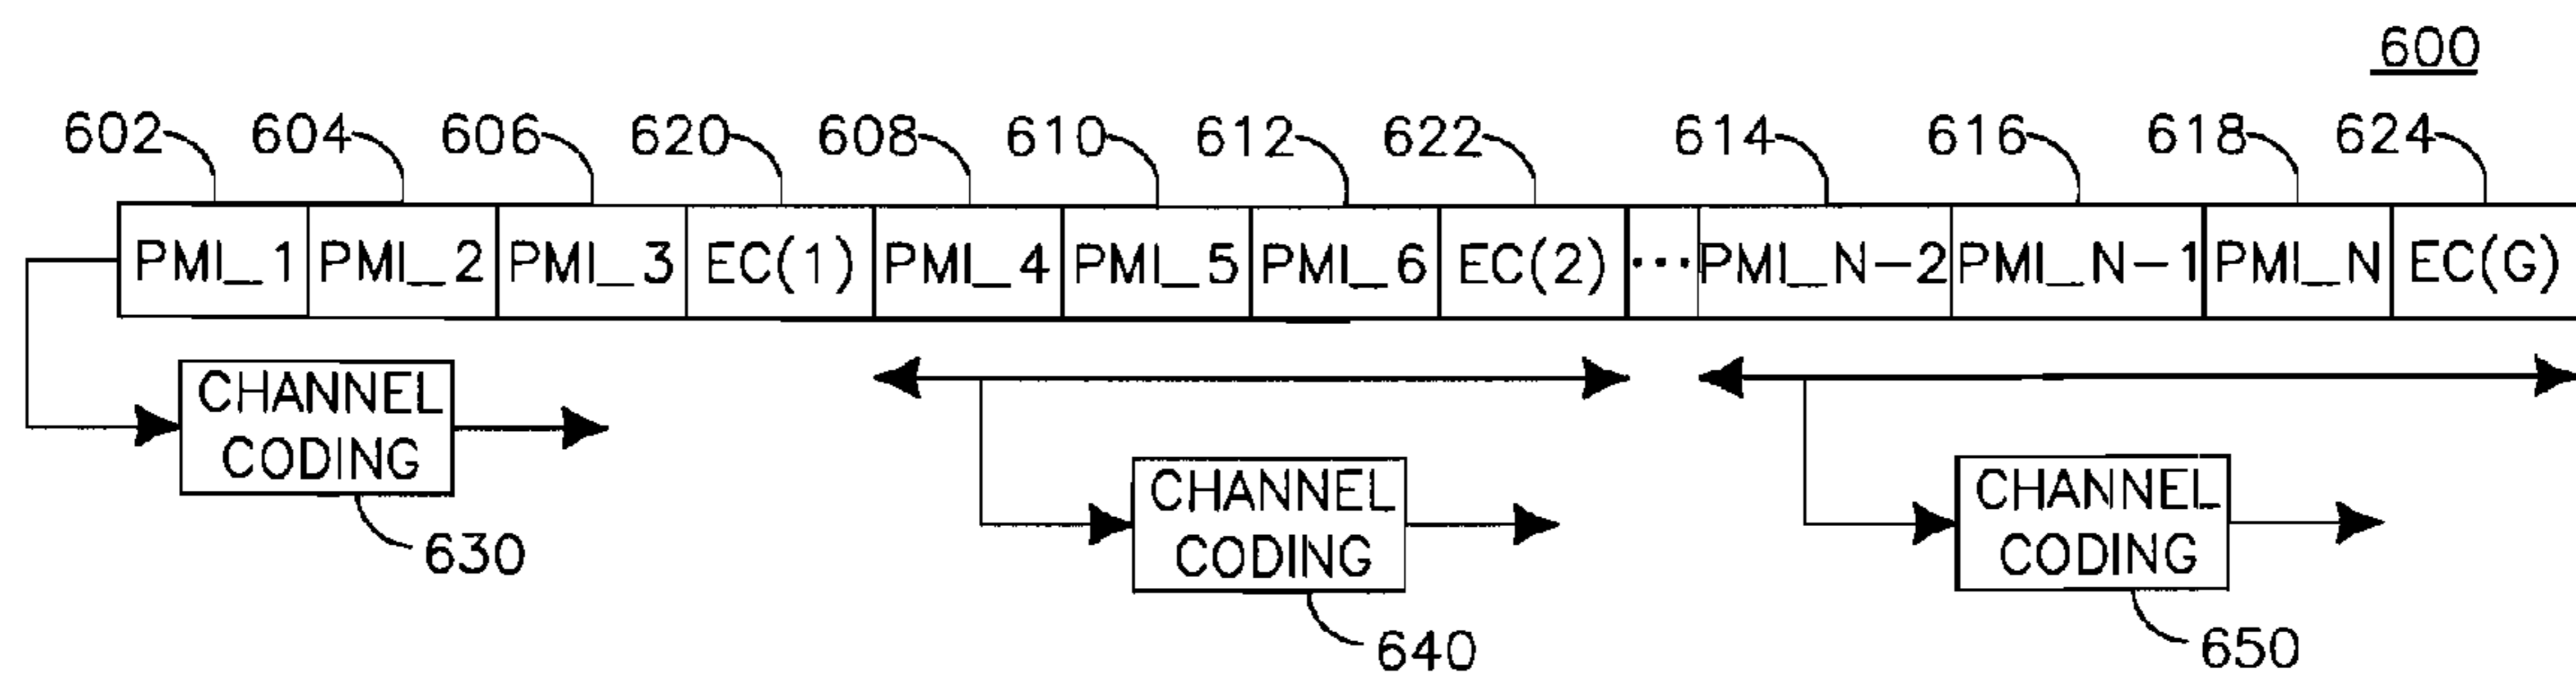 600
602 604 606 620 608 610 612 622 614 616 618 624
PMI_1 PMI_2 PMI_3 EC(1) PMI_4 PMI_5 PMI_6 EC(2) ... PMI_N-2 PMI_N-1 PMI_N EC(G)
CHANNEL
CODING
630
CHANNEL
CODING
640
CHANNEL
CODING
650